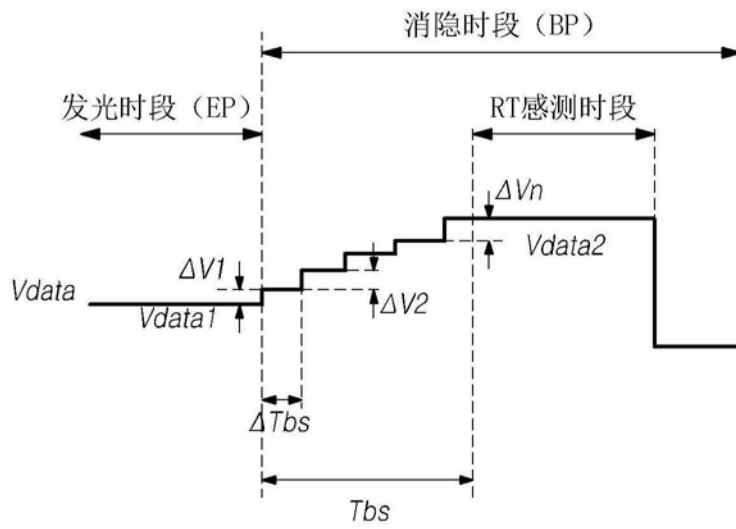 消隐时段（BP）
发光时段（EP）
RT感测时段
ΔVn
ΔV1
Vdata2
Vdata
Vdata1
ΔV2
ΔTbs
Tbs